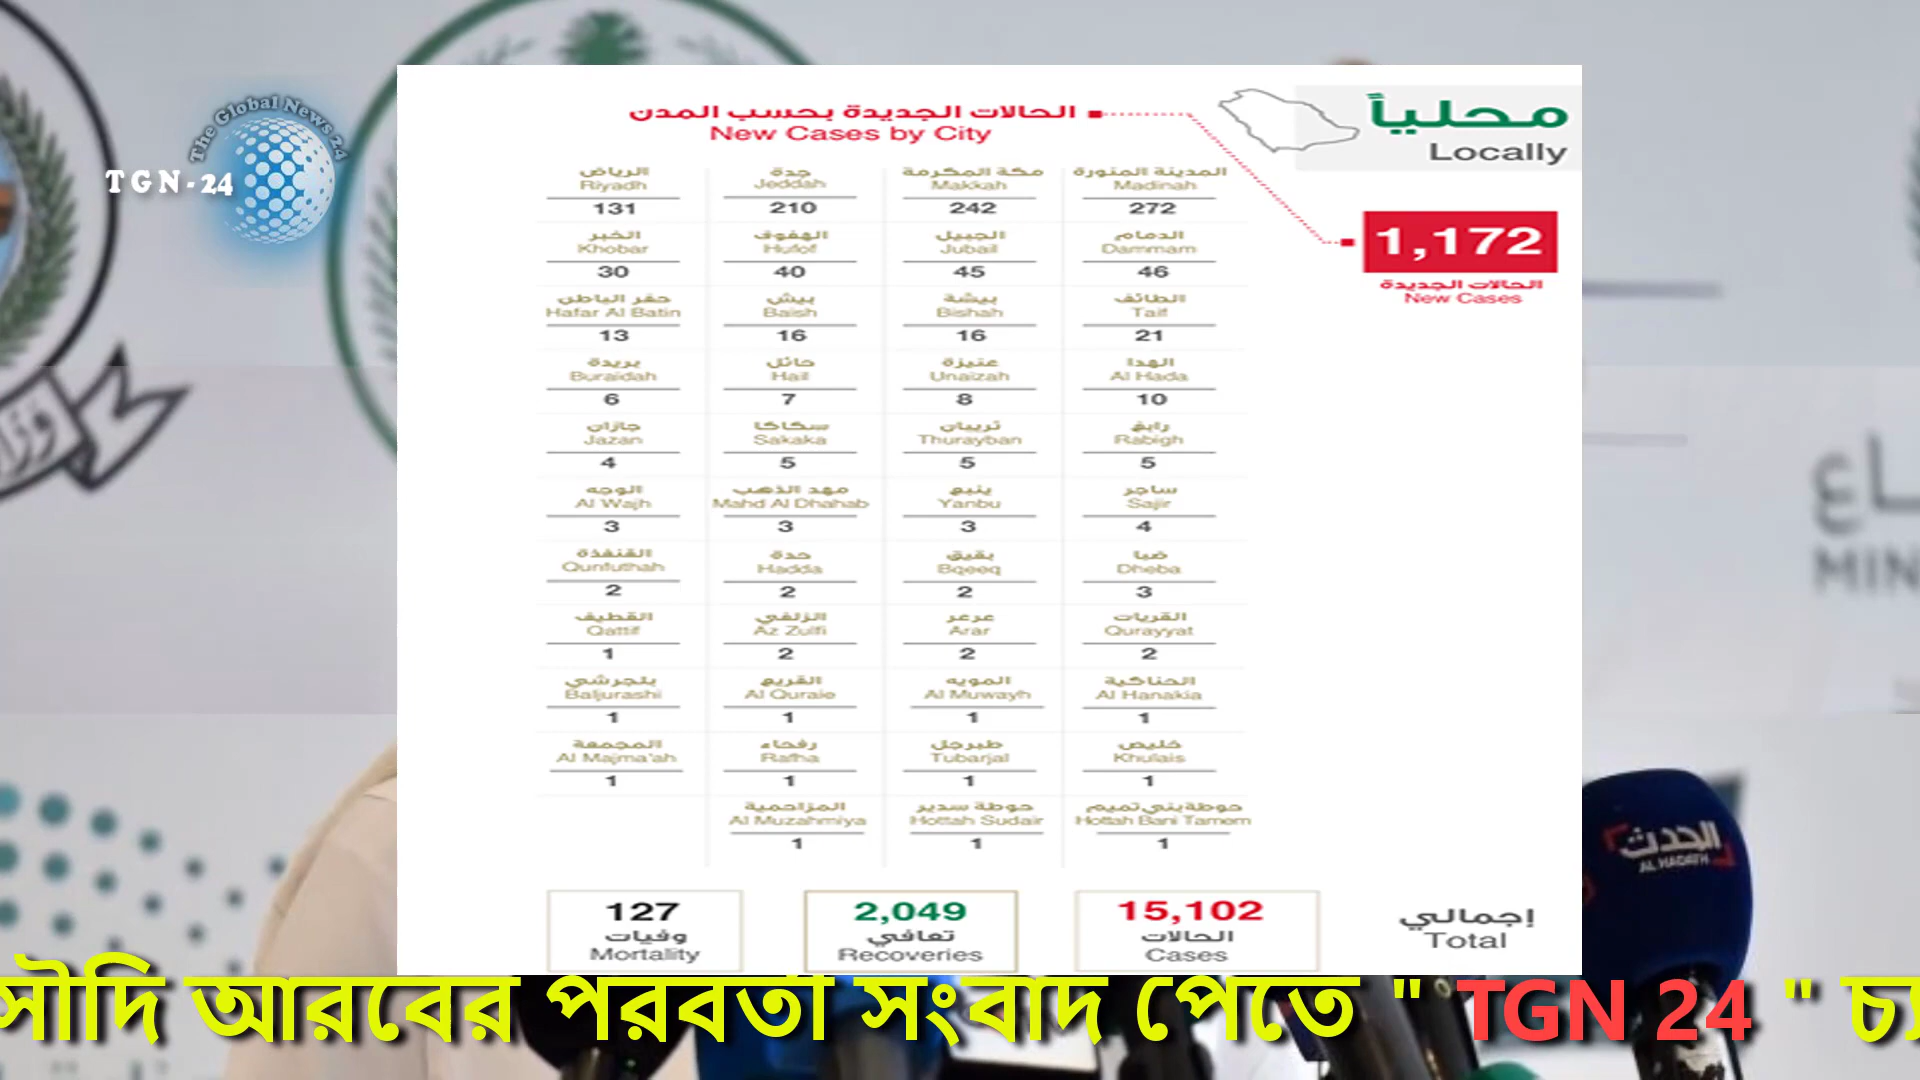 The Global News 24
TGN-24
الحالات الجديدة بحسب المدن
New Cases by City
محلياً
Locally
1,172
الحالات الجديدة
New Cases
الرياض جدة مكة المكرمة المدينة المنورة
Riyadh Jeddah Makkah Madinah
131 210 242 272
الخبر الهفوف الجبيل الدمام
Khobar Hufof Jubail Dammam
30 40 45 46
حفر الباطن بيش بيشة الطائف
Hafar Al Batin Baish Bishah Taif
13 16 16 21
بريدة حائل عنيزة الهدا
Buraidah Hail Unaizah Al Hada
6 7 8 10
جازان سكاكا ثريبان رابغ
Jazan Sakaka Thurayban Rabigh
4 5 5 5
الوجه مهد الذهب ينبع ساجر
Al Wajh Mahd Al Dhahab Yanbu Sajir
3 3 3 4
القنفذة حدة بقيق ضبا
Qunfuthah Hadda Bqeeq Dheba
2 2 2 3
القطيف الزلفي عرعر القريات
Qattif Az Zulfi Arar Qurayyat
1 2 2 2
بلجرشي القريع المويه الحناكية
Baljurashi Al Quraie Al Muwayh Al Hanakia
1 1 1 1
المجمعة رفحاء طبرجل خليص
Al Majma'ah Rafha Tubarjal Khulais
1 1 1 1
المزاحمية حوطة سدير حوطة بني تميم
Al Muzahmiya Hottah Sudair Hottah Bani Tamem
1 1 1
127 2,049 15,102
وفيات تعافي الحالات إجمالي
Mortality Recoveries Cases Total
الحدث
AL HADATH
MIN
সৌদি আরবের পরবর্তী সংবাদ পেতে " TGN 24 " চ্য